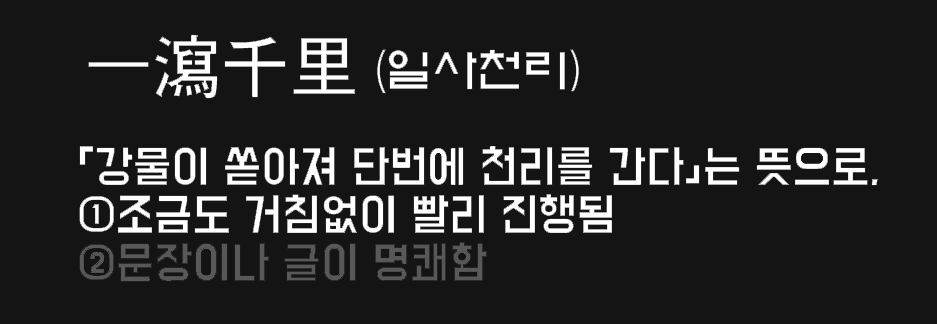 一瀉千里 (일사천리)
「강물이 쏟아져 단번에 천리를 간다」는 뜻으로,
①조금도 거침없이 빨리 진행됨
②문장이나 글이 명쾌함